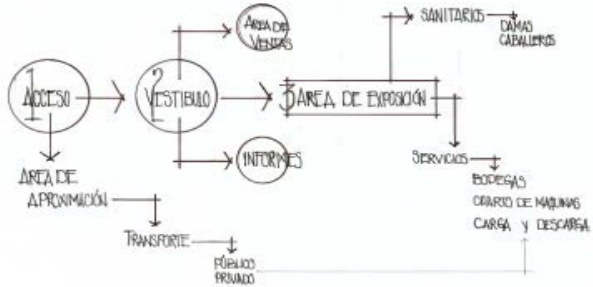 SANITARIOS
DAMAS
CABALLEROS
AREA DE
VENTAS
1 ACCESO
2 VESTIBULO
3 AREA DE EXPOSICIÓN
INFORMES
SERVICIOS
BODEGAS
CUARTO DE MAQUINAS
CARGA Y DESCARGA
AREA DE
APROXIMACIÓN
TRANSPORTE
PÚBLICO
PRIVADO